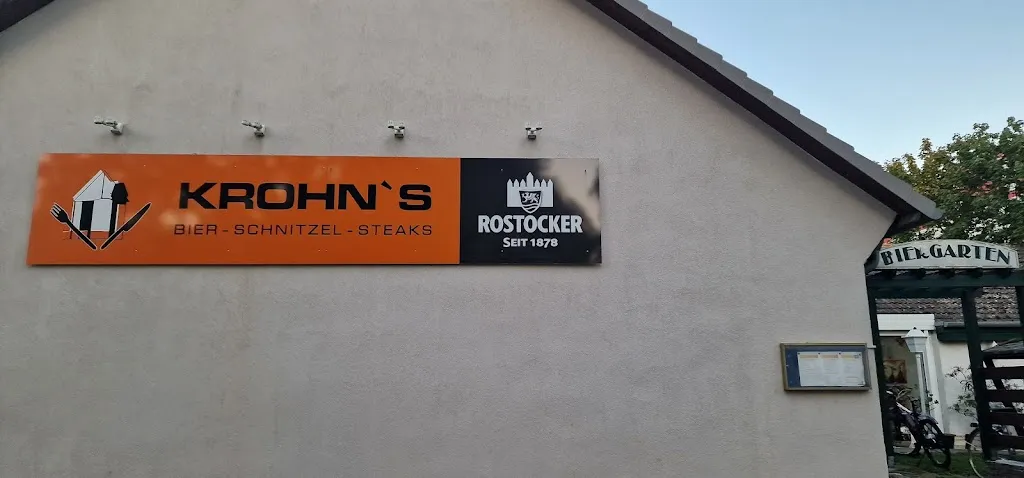 KROHN`S
BIER - SCHNITZEL - STEAKS
ROSTOCKER
SEIT 1878
BIERGARTEN